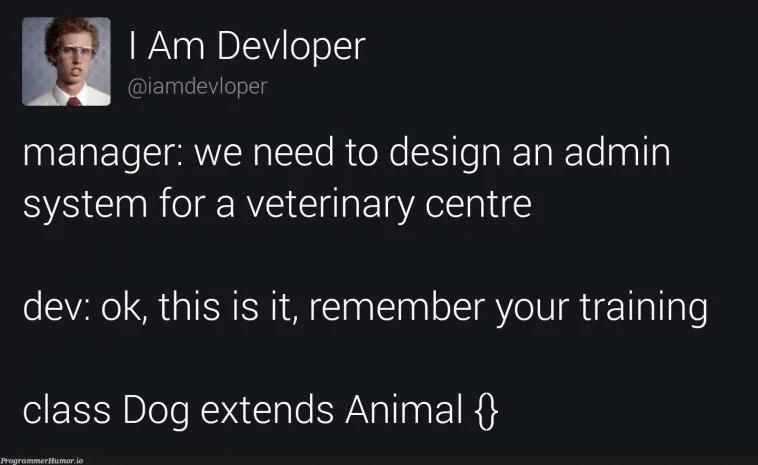 I Am Devloper
@iamdevloper
manager: we need to design an admin
system for a veterinary centre
dev: ok, this is it, remember your training
class Dog extends Animal {}
ProgrammerHumor.io